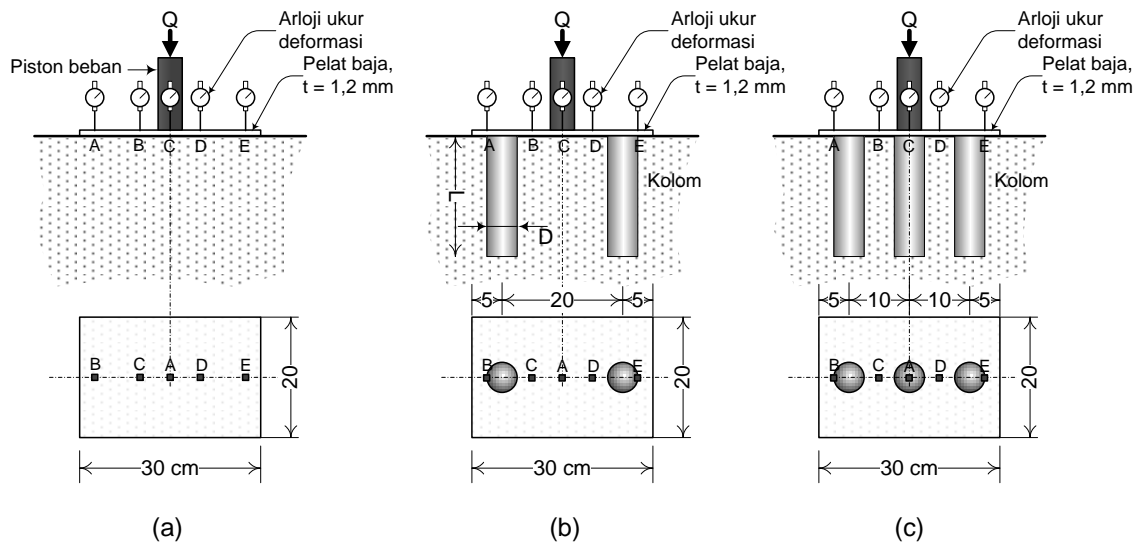 Q
Arloji ukur
deformasi
Piston beban
Pelat baja,
t = 1,2 mm
A B C D E
B C A D E
20
30 cm
(a)
Q
Arloji ukur
deformasi
Pelat baja,
t = 1,2 mm
A B C D E
Kolom
L
D
5 20 5
B C A D E
20
30 cm
(b)
Q
Arloji ukur
deformasi
Pelat baja,
t = 1,2 mm
A B C D E
Kolom
5 10 10 5
B C A D E
20
30 cm
(c)